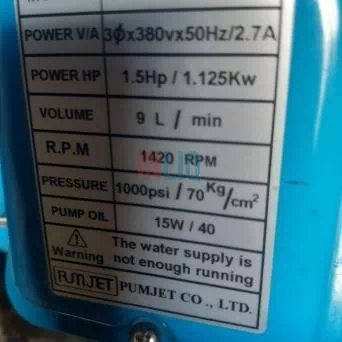 POWER V/A 3Φx380vx50Hz/2.7A
POWER HP 1.5Hp / 1.125Kw
VOLUME 9 L / min
R.P.M 1420 RPM
PRESSURE 1000psi / 70 Kg/cm²
PUMP OIL 15W / 40
Warning The water supply is
not enough running
PUMJET PUMJET CO., LTD.